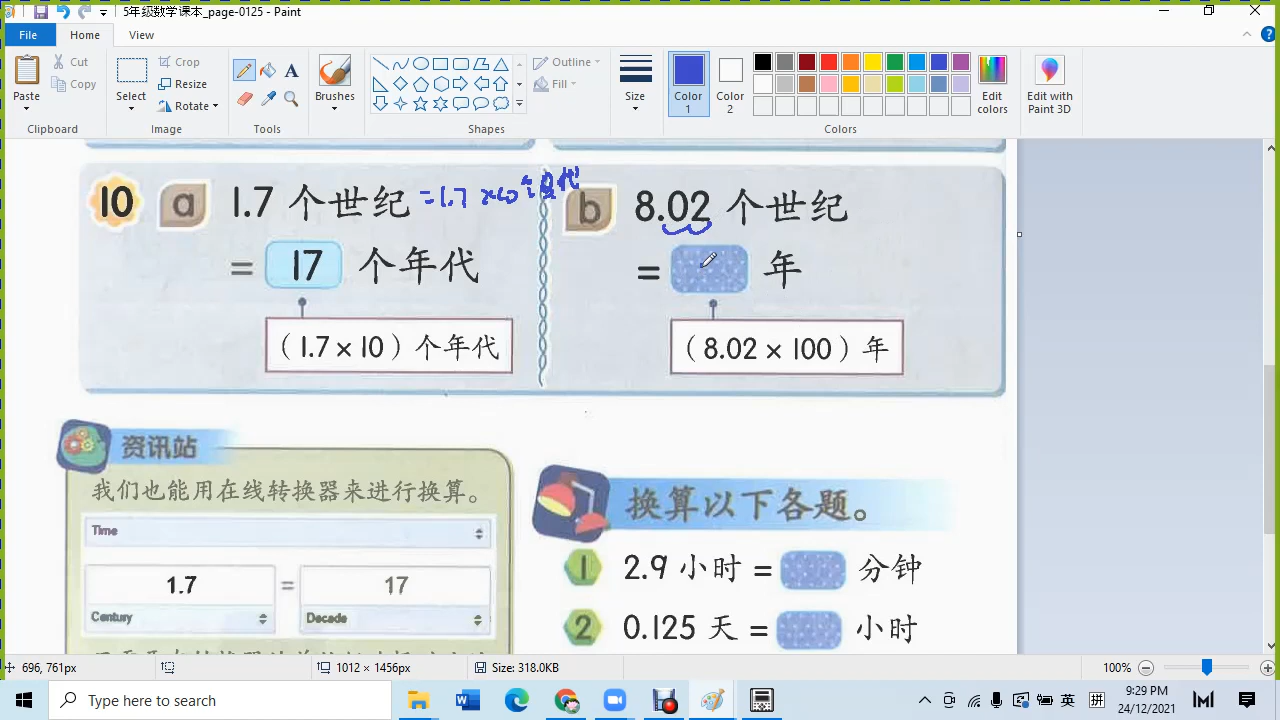 5年级数学课本_page-0125 - Paint
File Home View
Paste Cut Copy Clipboard
Select Crop Resize Rotate Image
Tools
Brushes
Outline Fill Shapes
Size
Color 1 Color 2 Edit colors Edit with Paint 3D
Colors
10 a 1.7 个世纪 =1.7 ×10个年代
= 17 个年代
(1.7 × 10) 个年代
b 8.02 个世纪
= 年
(8.02 × 100) 年
资讯站
我们也能用在线转换器来进行换算。
Time
1.7 = 17
Century Decade
换算以下各题。
1 2.9 小时 = 分钟
2 0.125 天 = 小时
696, 761px 1012 × 1456px Size: 318.0KB 100%
Type here to search
英 拼 9:29 PM
24/12/2021